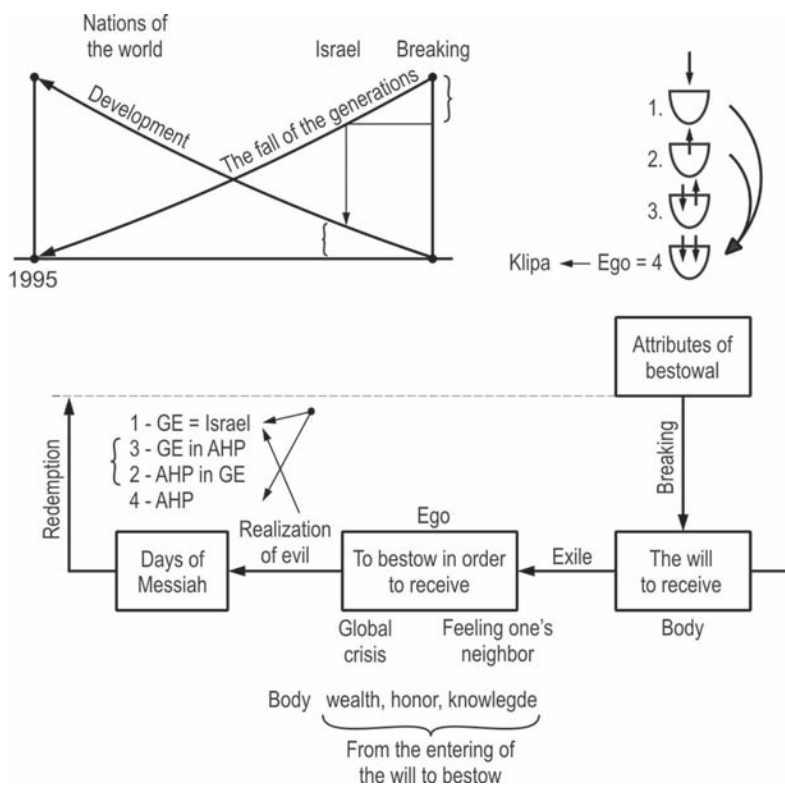 Nations of
the world
Israel
Breaking
Development
The fall of the generations
1995
1.
2.
3.
Klipa
Ego = 4
Attributes of
bestowal
1 - GE = Israel
3 - GE in AHP
2 - AHP in GE
4 - AHP
Redemption
Breaking
Realization
of evil
Ego
Days of
Messiah
To bestow in order
to receive
Exile
The will
to receive
Global
crisis
Feeling one's
neighbor
Body
Body
wealth, honor, knowlegde
From the entering of
the will to bestow